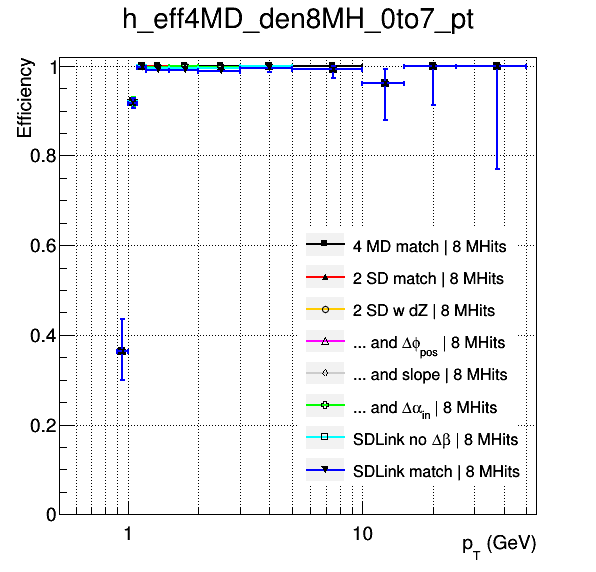 h_eff4MD_den8MH_0to7_pt
Efficiency
1
0.8
0.6
0.4
0.2
0
4 MD match | 8 MHits
2 SD match | 8 MHits
2 SD w dZ | 8 MHits
... and Δϕpos | 8 MHits
... and slope | 8 MHits
... and Δαin | 8 MHits
SDLink no Δβ | 8 MHits
SDLink match | 8 MHits
1
10
pT (GeV)